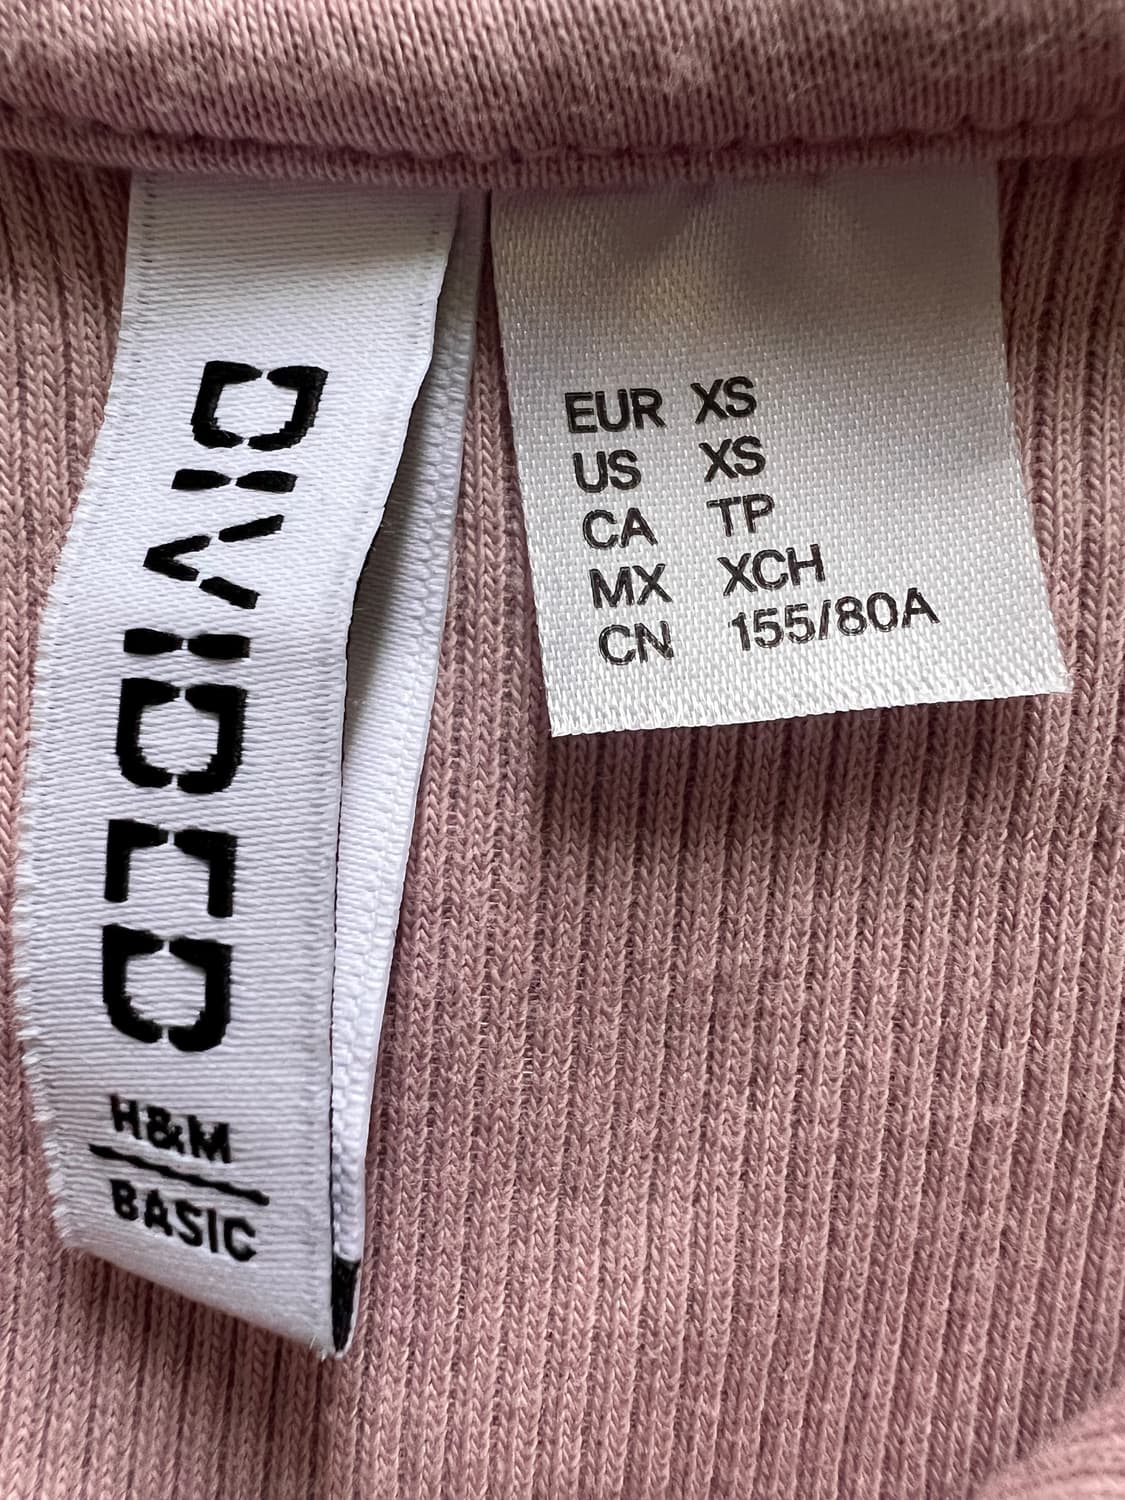 DIVIDED
H&M
BASIC
EUR XS
US XS
CA TP
MX XCH
CN 155/80A